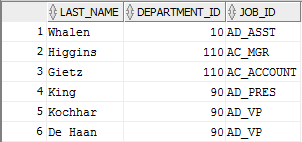 LAST_NAME DEPARTMENT_ID JOB_ID
1 Whalen 10 AD_ASST
2 Higgins 110 AC_MGR
3 Gietz 110 AC_ACCOUNT
4 King 90 AD_PRES
5 Kochhar 90 AD_VP
6 De Haan 90 AD_VP